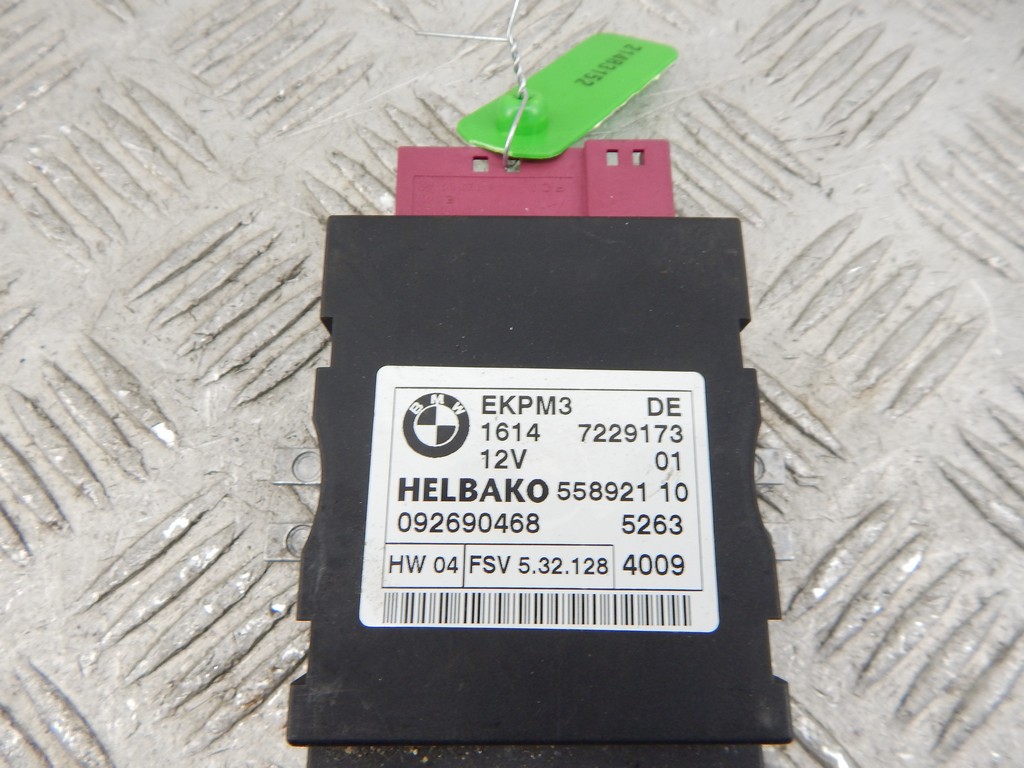 21483152
BMW
EKPM3 DE
1614 7229173
12V 01
HELBAKO 558921 10
092690468 5263
HW 04 FSV 5.32.128 4009